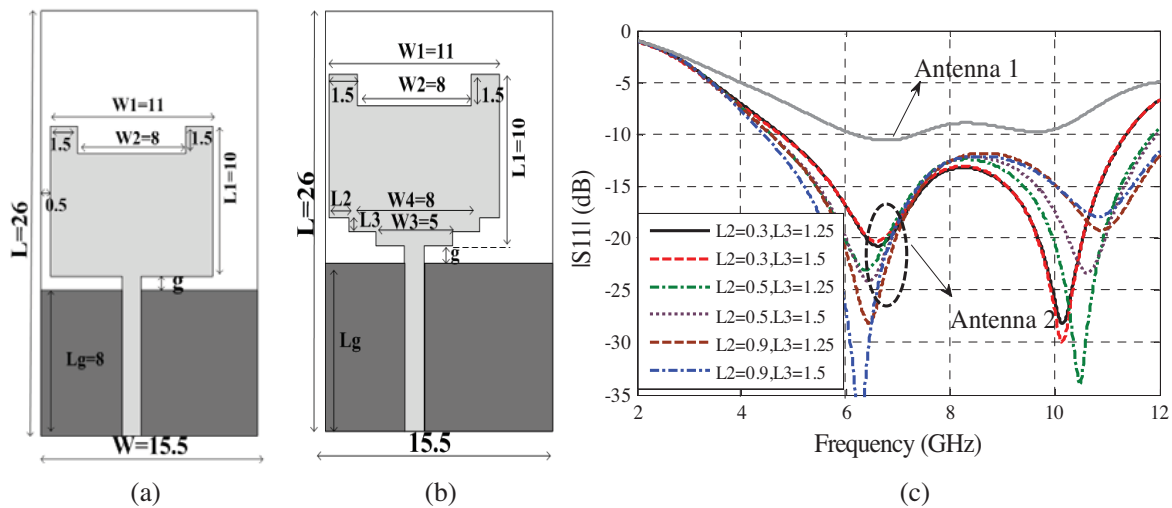 W1=11
W2=8
1.5
1.5
L1=10
L=26
0.5
g
Lg=8
W=15.5
(a)
W1=11
W2=8
1.5
1.5
L1=10
L=26
L2
W4=8
L3
W3=5
g
Lg
15.5
(b)
|S11| (dB)
0
-5
-10
-15
-20
-25
-30
-35
Antenna 1
Antenna 2
L2=0.3,L3=1.25
L2=0.3,L3=1.5
L2=0.5,L3=1.25
L2=0.5,L3=1.5
L2=0.9,L3=1.25
L2=0.9,L3=1.5
2 4 6 8 10 12
Frequency (GHz)
(c)